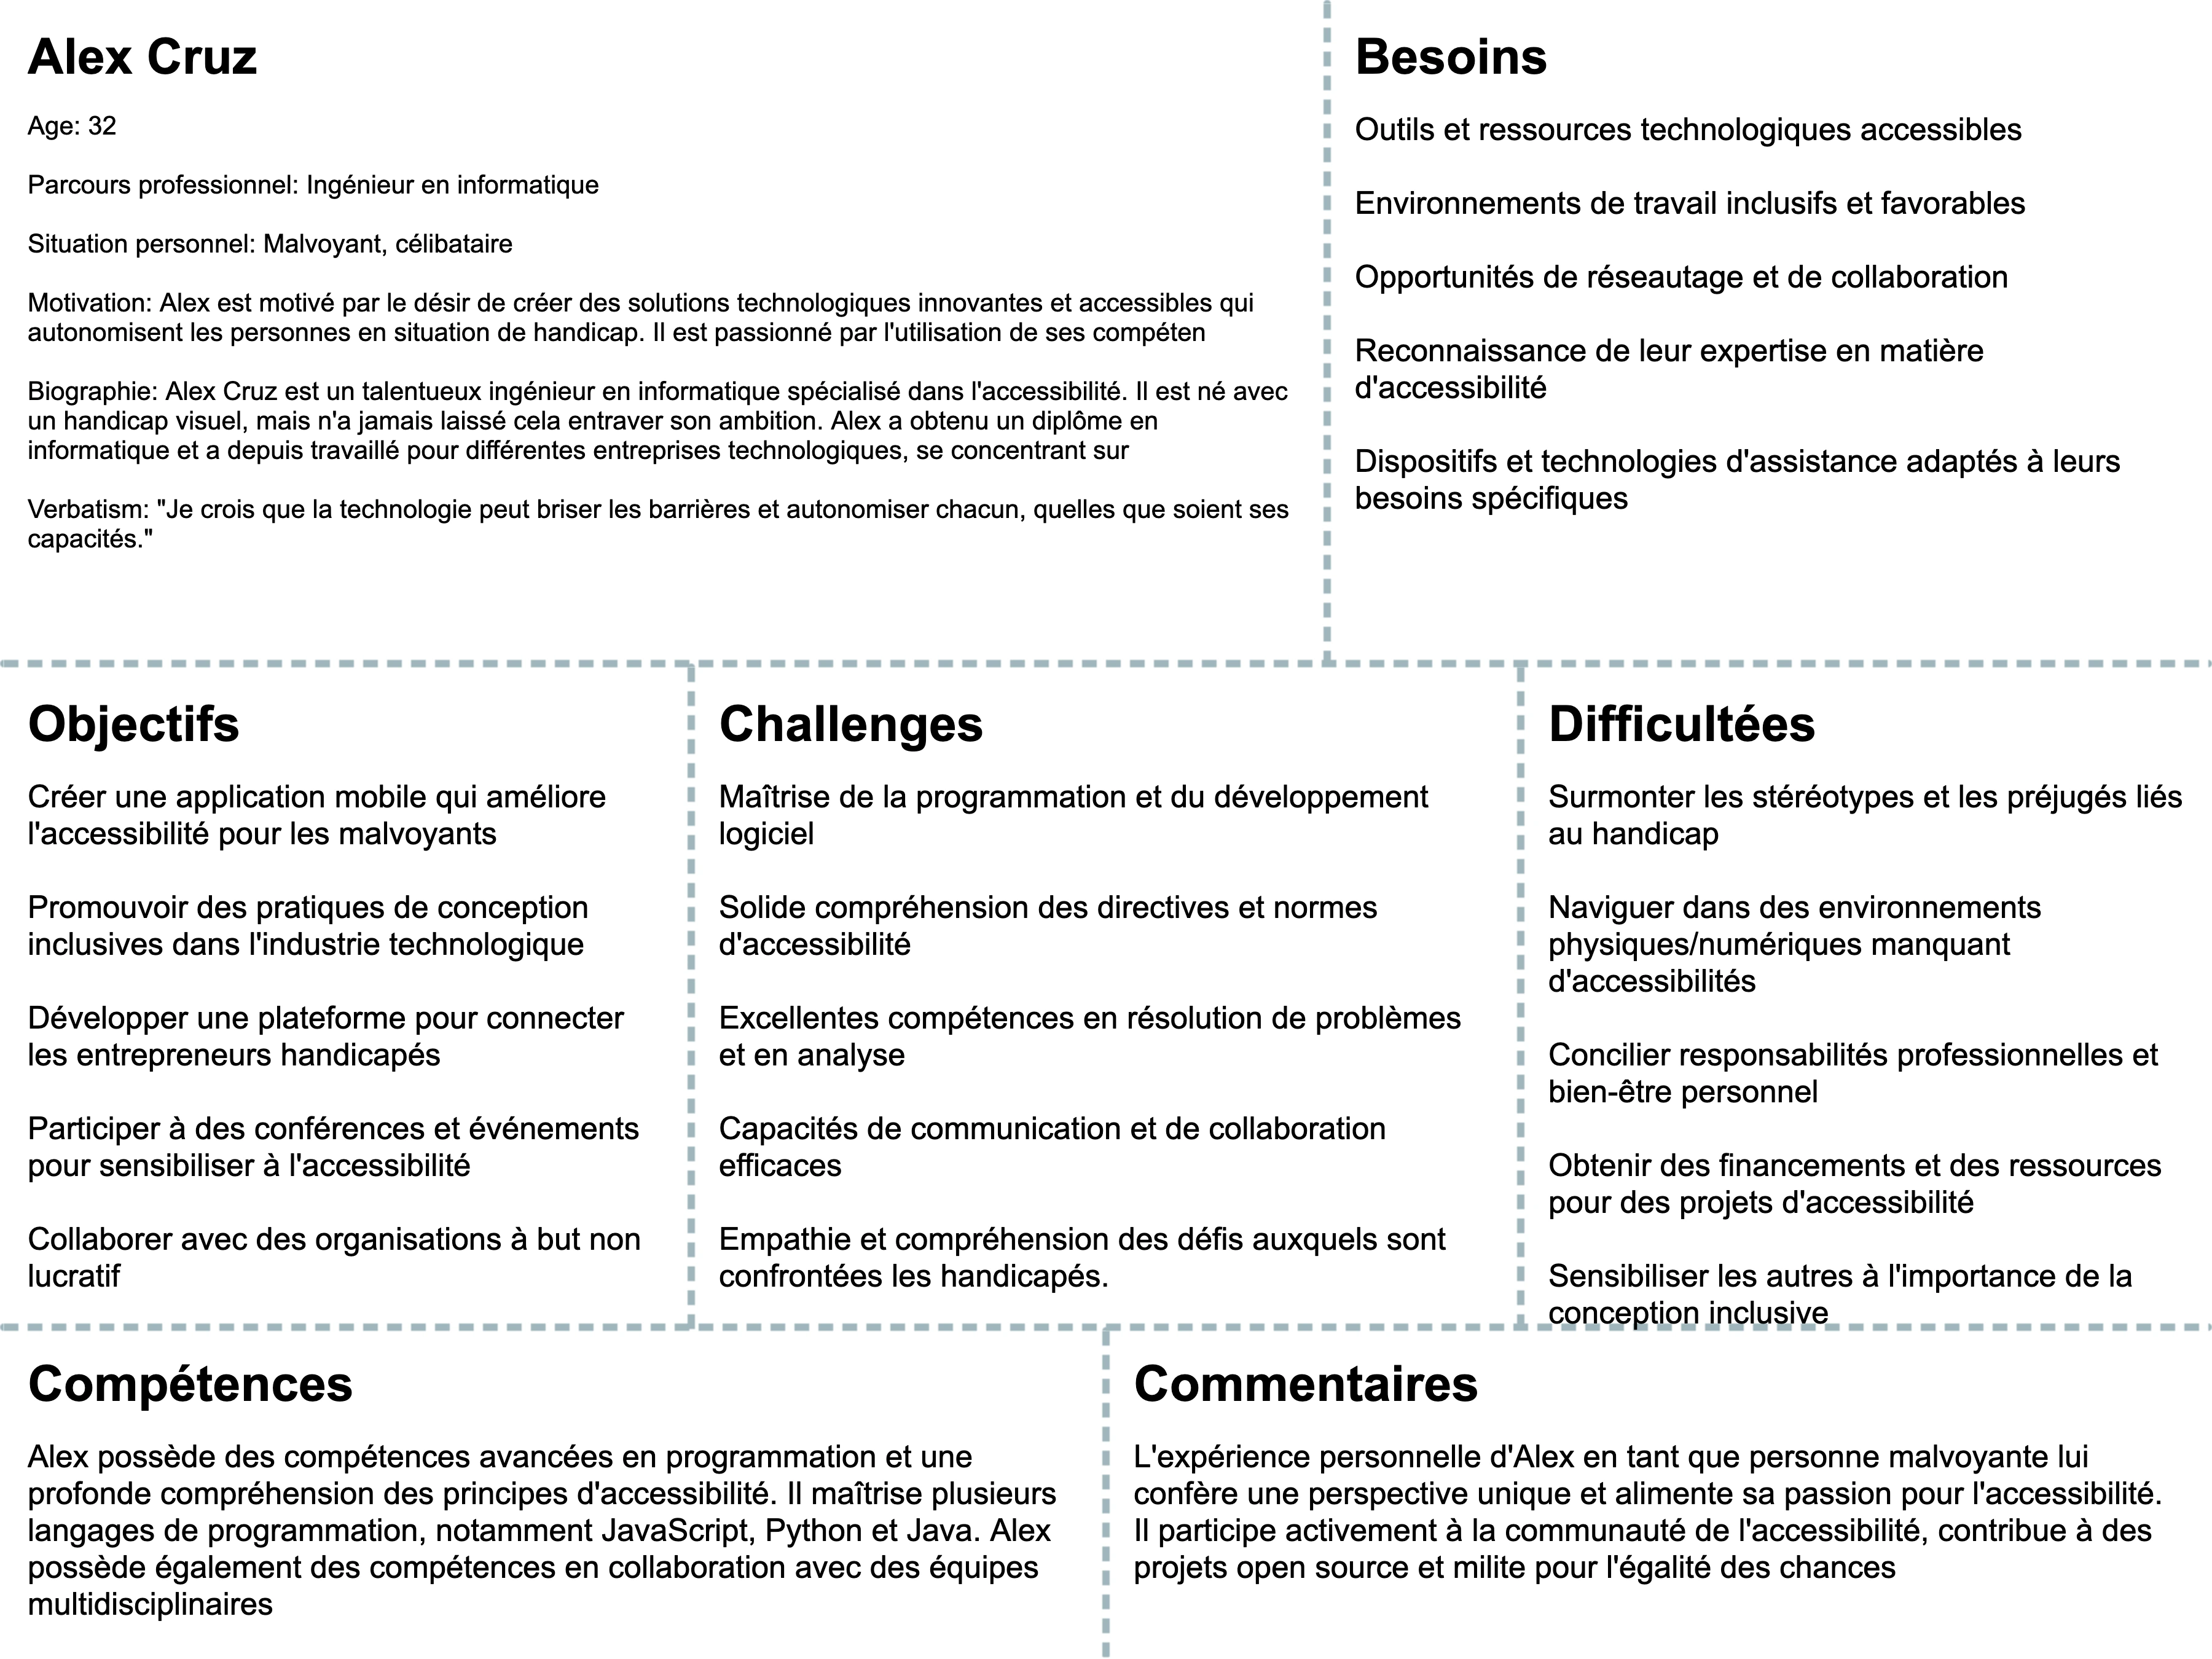 Alex Cruz
Age: 32
Parcours professionnel: Ingénieur en informatique
Situation personnel: Malvoyant, célibataire
Motivation: Alex est motivé par le désir de créer des solutions technologiques innovantes et accessibles qui
autonomisent les personnes en situation de handicap. Il est passionné par l'utilisation de ses compéten
Biographie: Alex Cruz est un talentueux ingénieur en informatique spécialisé dans l'accessibilité. Il est né avec
un handicap visuel, mais n'a jamais laissé cela entraver son ambition. Alex a obtenu un diplôme en
informatique et a depuis travaillé pour différentes entreprises technologiques, se concentrant sur
Verbatism: "Je crois que la technologie peut briser les barrières et autonomiser chacun, quelles que soient ses
capacités."
Besoins
Outils et ressources technologiques accessibles
Environnements de travail inclusifs et favorables
Opportunités de réseautage et de collaboration
Reconnaissance de leur expertise en matière
d'accessibilité
Dispositifs et technologies d'assistance adaptés à leurs
besoins spécifiques
Objectifs
Créer une application mobile qui améliore
l'accessibilité pour les malvoyants
Promouvoir des pratiques de conception
inclusives dans l'industrie technologique
Développer une plateforme pour connecter
les entrepreneurs handicapés
Participer à des conférences et événements
pour sensibiliser à l'accessibilité
Collaborer avec des organisations à but non
lucratif
Challenges
Maîtrise de la programmation et du développement
logiciel
Solide compréhension des directives et normes
d'accessibilité
Excellentes compétences en résolution de problèmes
et en analyse
Capacités de communication et de collaboration
efficaces
Empathie et compréhension des défis auxquels sont
confrontées les handicapés.
Difficultées
Surmonter les stéréotypes et les préjugés liés
au handicap
Naviguer dans des environnements
physiques/numériques manquant
d'accessibilités
Concilier responsabilités professionnelles et
bien-être personnel
Obtenir des financements et des ressources
pour des projets d'accessibilité
Sensibiliser les autres à l'importance de la
conception inclusive
Compétences
Alex possède des compétences avancées en programmation et une
profonde compréhension des principes d'accessibilité. Il maîtrise plusieurs
langages de programmation, notamment JavaScript, Python et Java. Alex
possède également des compétences en collaboration avec des équipes
multidisciplinaires
Commentaires
L'expérience personnelle d'Alex en tant que personne malvoyante lui
confère une perspective unique et alimente sa passion pour l'accessibilité.
Il participe activement à la communauté de l'accessibilité, contribue à des
projets open source et milite pour l'égalité des chances